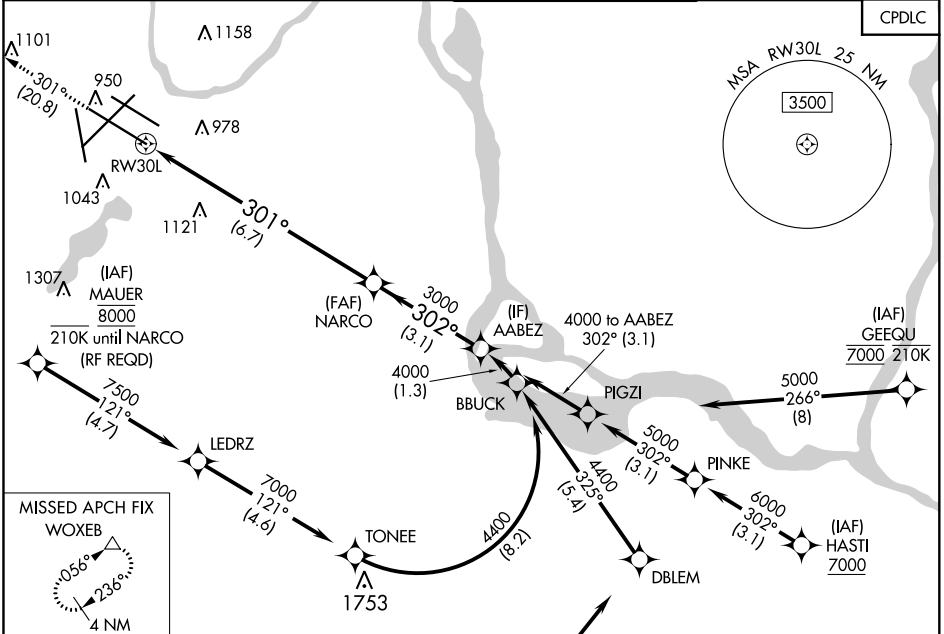 CPDLC
1101
1158
MSA RW30L 25 NM
3500
301°
(20.8)
950
978
RW30L
1043
1121
301°
(6.7)
1307
(IAF)
MAUER
8000
210K until NARCO
(RF REQD)
(FAF)
NARCO
3000
302°
(3.1)
(IF)
AABEZ
4000 to AABEZ
302° (3.1)
(IAF)
GEEQU
7000 210K
5000
266°
(8)
4000
(1.3)
BBUCK
PIGZI
7500
121°
(4.7)
LEDRZ
5000
302°
(3.1)
PINKE
4400
325°
(5.4)
7000
121°
(4.6)
6000
302°
(3.1)
(IAF)
HASTI
7000
4400
(8.2)
TONEE
1753
DBLEM
MISSED APCH FIX
WOXEB
056°
236°
4 NM